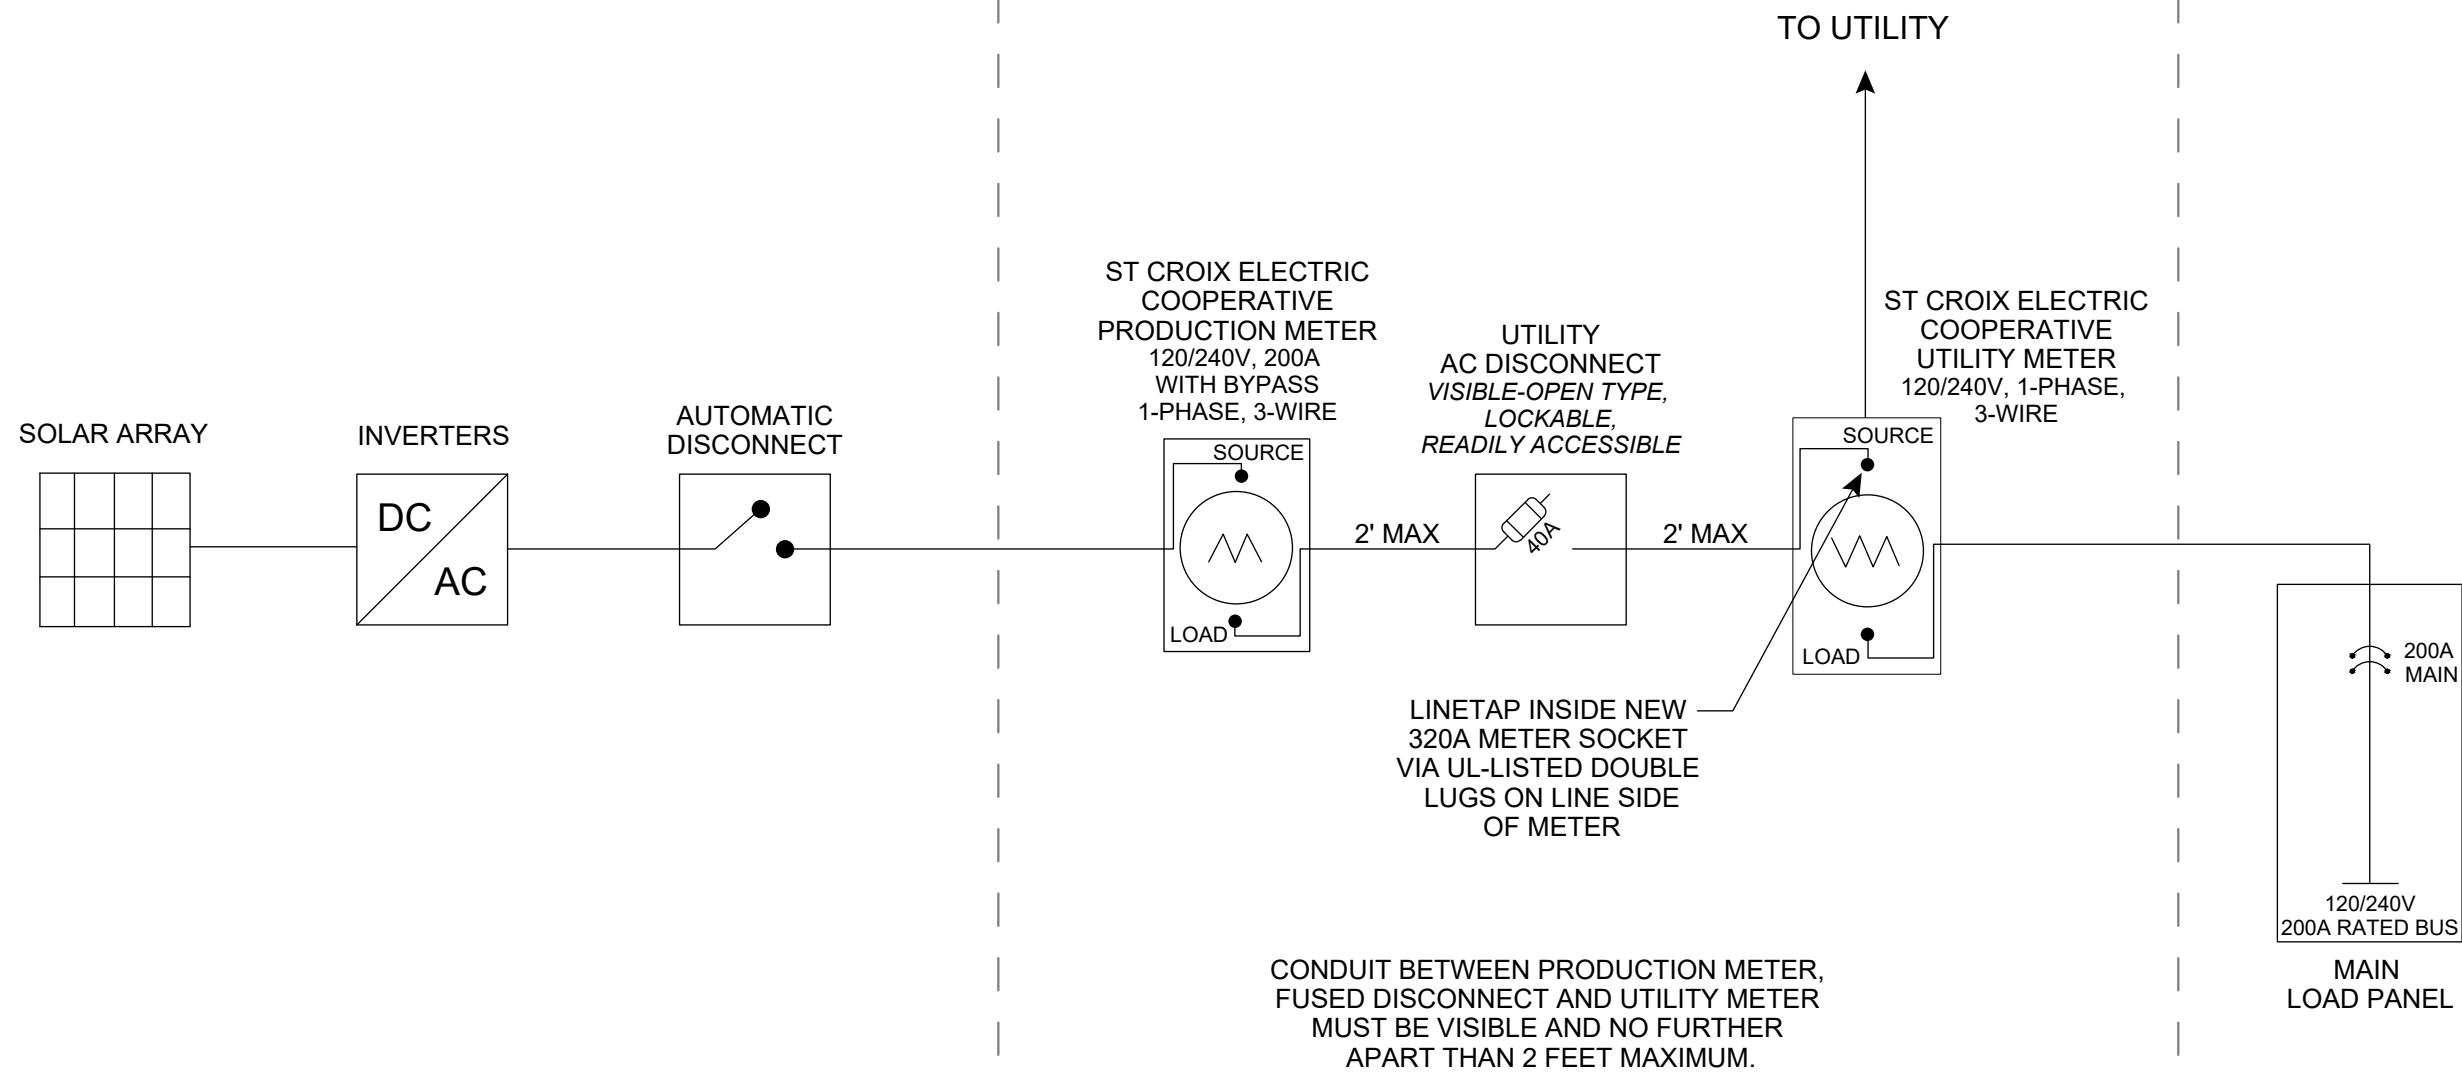 TO UTILITY
SOLAR ARRAY
INVERTERS
DC
AC
AUTOMATIC
DISCONNECT
ST CROIX ELECTRIC
COOPERATIVE
PRODUCTION METER
120/240V, 200A
WITH BYPASS
1-PHASE, 3-WIRE
SOURCE
LOAD
2' MAX
UTILITY
AC DISCONNECT
VISIBLE-OPEN TYPE,
LOCKABLE,
READILY ACCESSIBLE
40A
2' MAX
ST CROIX ELECTRIC
COOPERATIVE
UTILITY METER
120/240V, 1-PHASE,
3-WIRE
SOURCE
LOAD
LINETAP INSIDE NEW
320A METER SOCKET
VIA UL-LISTED DOUBLE
LUGS ON LINE SIDE
OF METER
200A
MAIN
120/240V
200A RATED BUS
MAIN
LOAD PANEL
CONDUIT BETWEEN PRODUCTION METER,
FUSED DISCONNECT AND UTILITY METER
MUST BE VISIBLE AND NO FURTHER
APART THAN 2 FEET MAXIMUM.